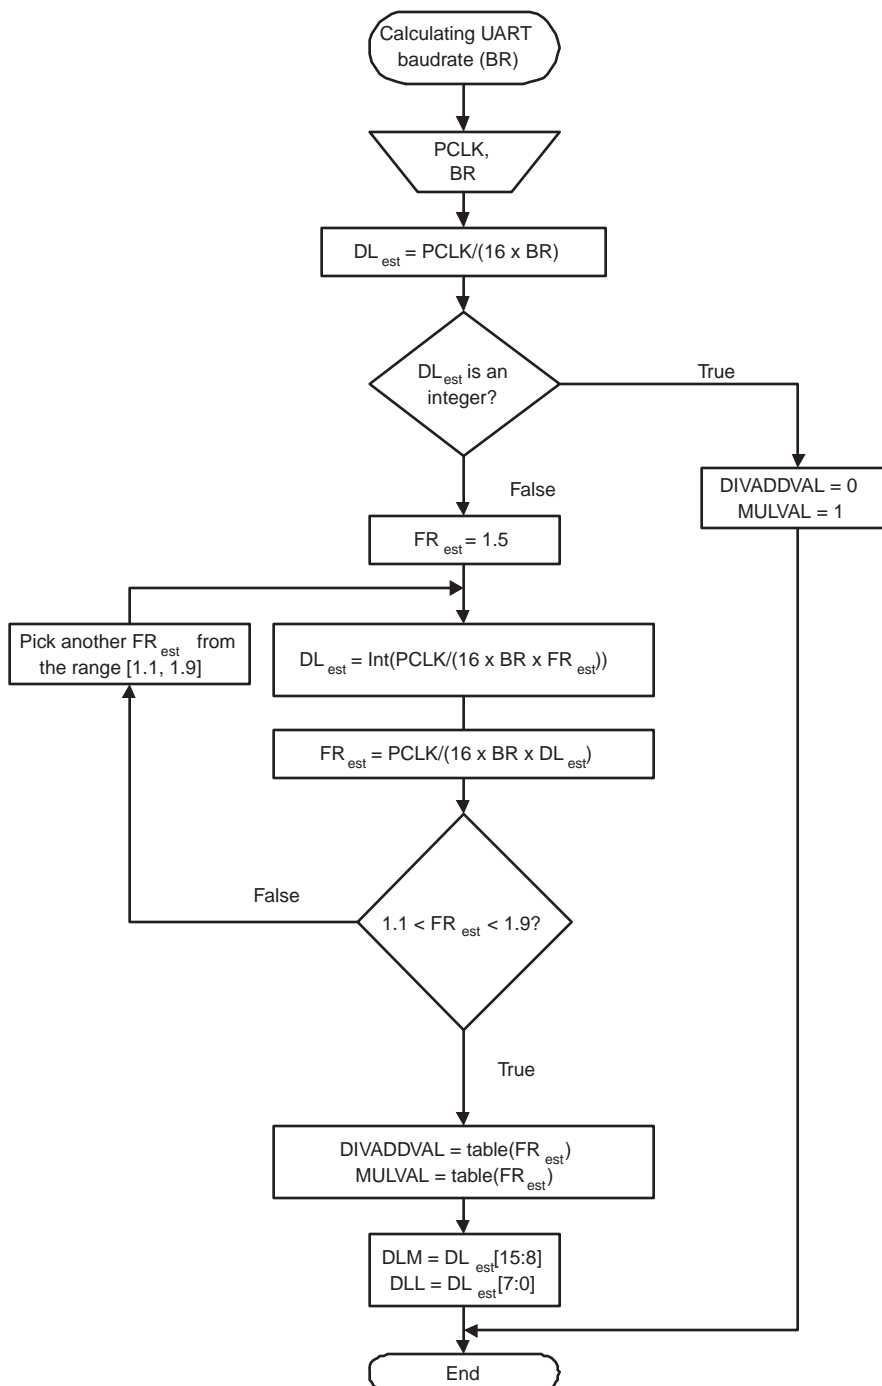 Calculating UART
baudrate (BR)
PCLK,
BR
DL est = PCLK/(16 x BR)
DL est is an
integer?
True
False
DIVADDVAL = 0
MULVAL = 1
FR est = 1.5
Pick another FR est from
the range [1.1, 1.9]
DL est = Int(PCLK/(16 x BR x FR est))
FR est = PCLK/(16 x BR x DL est)
False
1.1 < FR est < 1.9?
True
DIVADDVAL = table(FR est)
MULVAL = table(FR est)
DLM = DL est[15:8]
DLL = DL est[7:0]
End